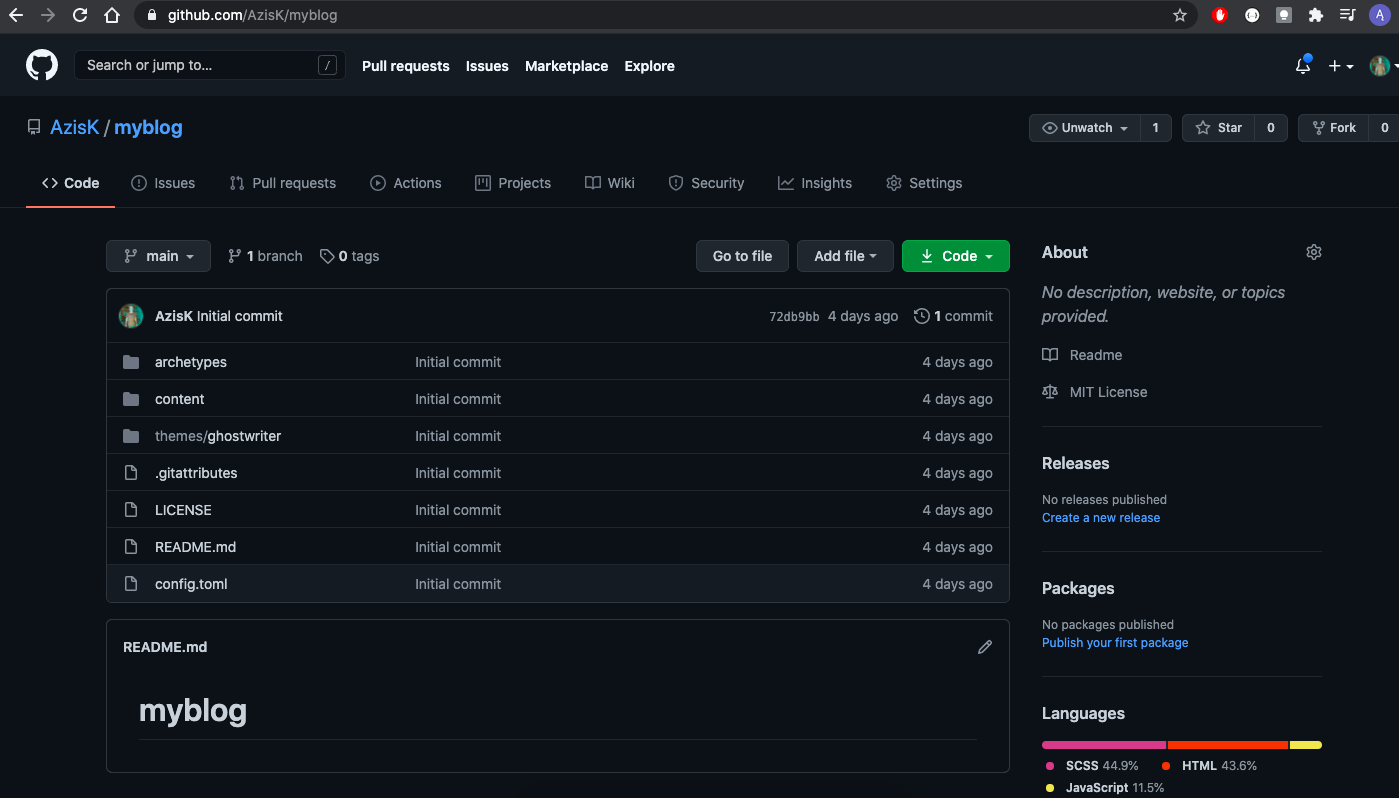 github.com/AzisK/myblog
A
Search or jump to...
/
Pull requests
Issues
Marketplace
Explore
AzisK / myblog
Unwatch 1
Star 0
Fork 0
Code
Issues
Pull requests
Actions
Projects
Wiki
Security
Insights
Settings
main
1 branch
0 tags
Go to file
Add file
Code
AzisK Initial commit
72db9bb 4 days ago
1 commit
archetypes Initial commit 4 days ago
content Initial commit 4 days ago
themes/ghostwriter Initial commit 4 days ago
.gitattributes Initial commit 4 days ago
LICENSE Initial commit 4 days ago
README.md Initial commit 4 days ago
config.toml Initial commit 4 days ago
README.md
myblog
About
No description, website, or topics
provided.
Readme
MIT License
Releases
No releases published
Create a new release
Packages
No packages published
Publish your first package
Languages
SCSS 44.9% HTML 43.6%
JavaScript 11.5%